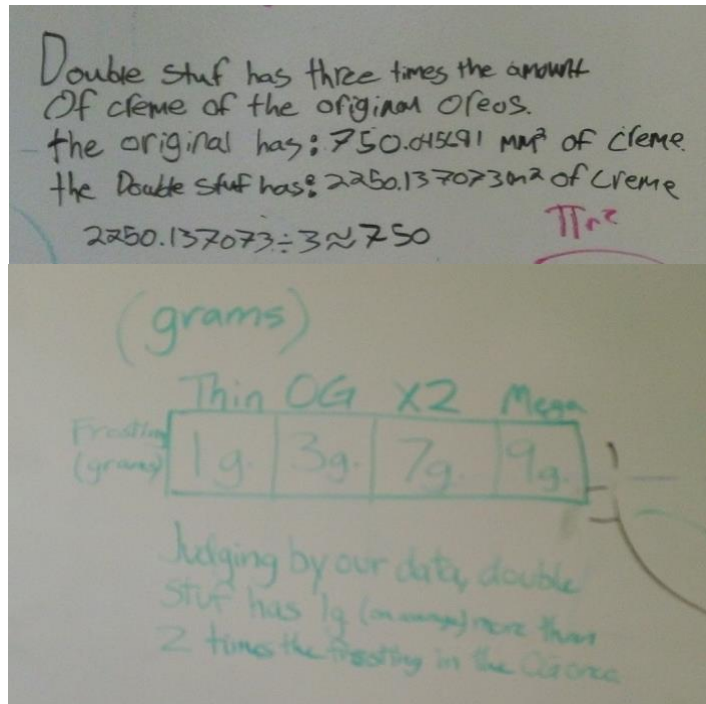 Double Stuf has three times the amount
Of creme of the original Oreos.
the original has: 750.045691 mm² of creme.
the Double Stuf has: 2250.137073m² of creme
2250.137073÷3≈750
πr²
(grams)
Thin OG X2 Mega
Frosting (grams) 1g. 3g. 7g. 9g.
Judging by our data, double
Stuf has 1g (on average) more than
2 times the frosting in the OG oreo